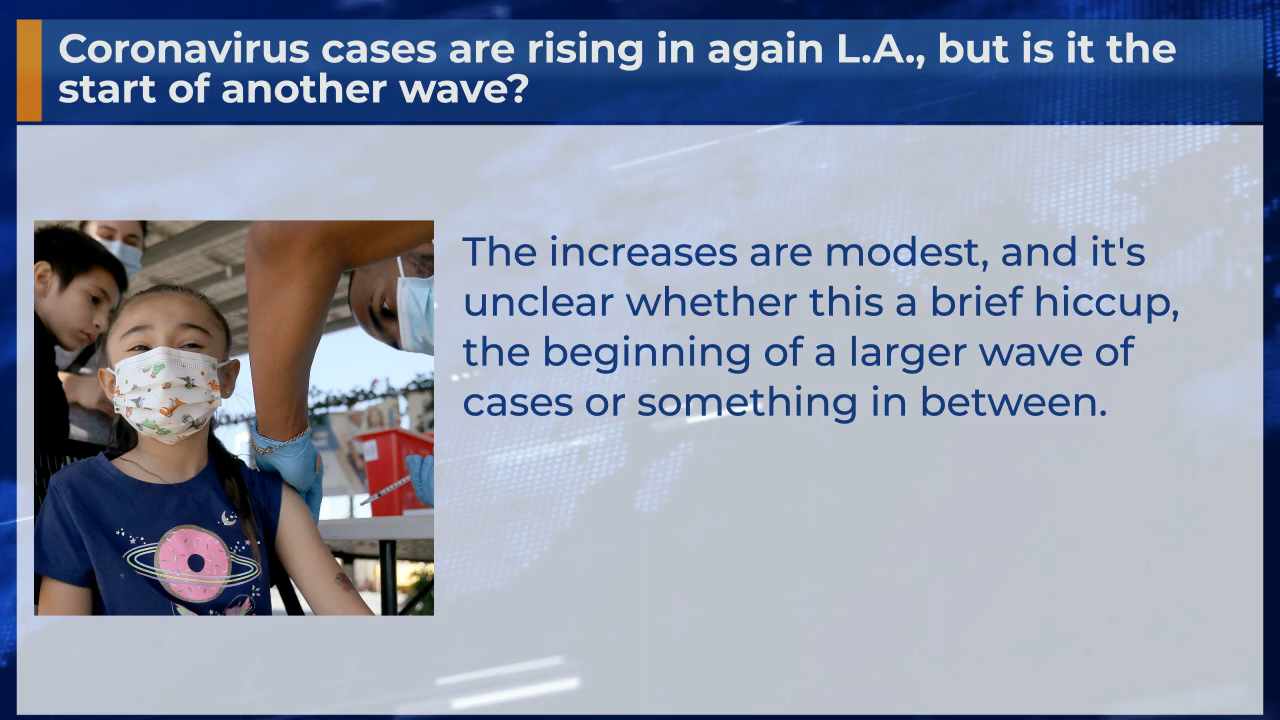 Coronavirus cases are rising in again L.A., but is it the
start of another wave?
The increases are modest, and it's
unclear whether this a brief hiccup,
the beginning of a larger wave of
cases or something in between.